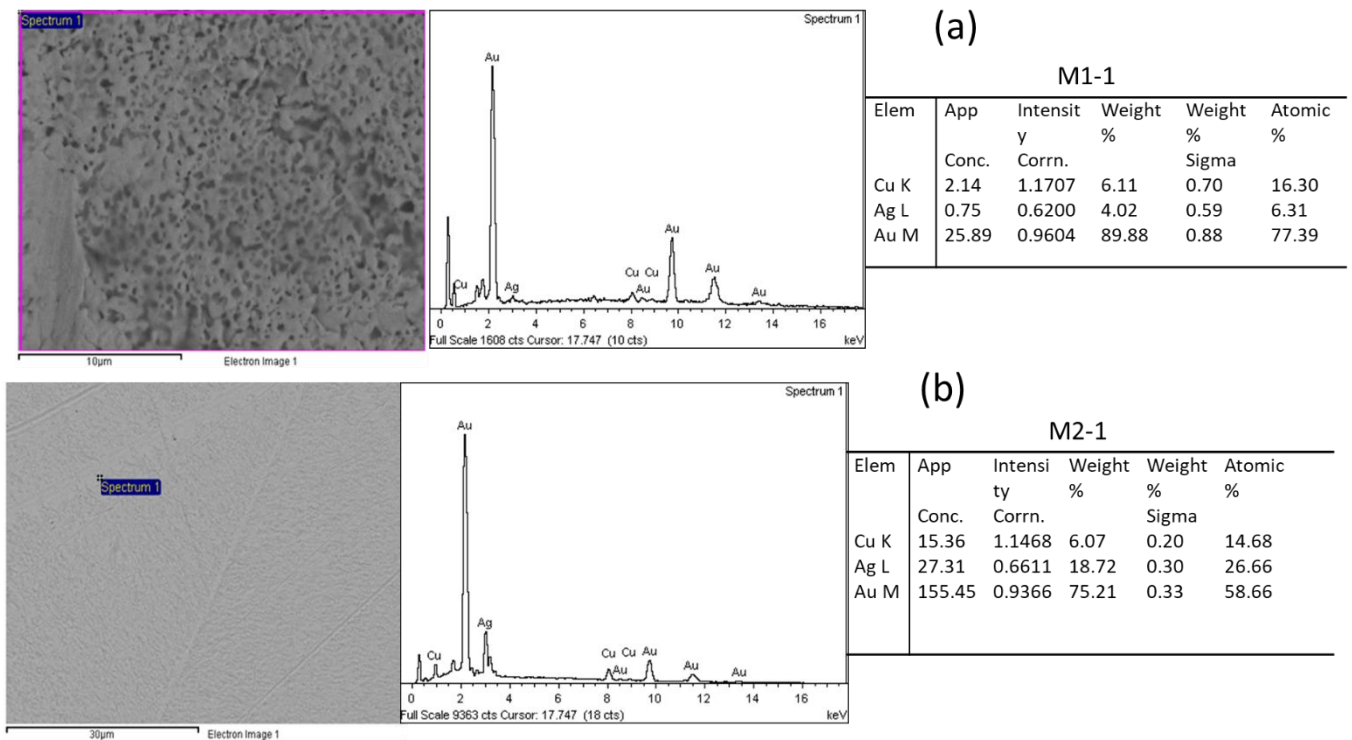 (a)
Spectrum 1
10µm Electron Image 1
Spectrum 1
Au
Cu
Ag
Cu Cu
Au
Au
Au
Au
0 2 4 6 8 10 12 14 16
Full Scale 1608 cts Cursor: 17.747 (10 cts) keV
M1-1
Elem App Intensit Weight Weight Atomic
y % % %
Conc. Corrn. Sigma
Cu K 2.14 1.1707 6.11 0.70 16.30
Ag L 0.75 0.6200 4.02 0.59 6.31
Au M 25.89 0.9604 89.88 0.88 77.39
(b)
Spectrum 1
30µm Electron Image 1
Spectrum 1
Au
Cu
Ag
Cu Cu Au
Au
Au
Au
0 2 4 6 8 10 12 14 16
Full Scale 9363 cts Cursor: 17.747 (18 cts) keV
M2-1
Elem App Intensi Weight Weight Atomic
ty % % %
Conc. Corrn. Sigma
Cu K 15.36 1.1468 6.07 0.20 14.68
Ag L 27.31 0.6611 18.72 0.30 26.66
Au M 155.45 0.9366 75.21 0.33 58.66